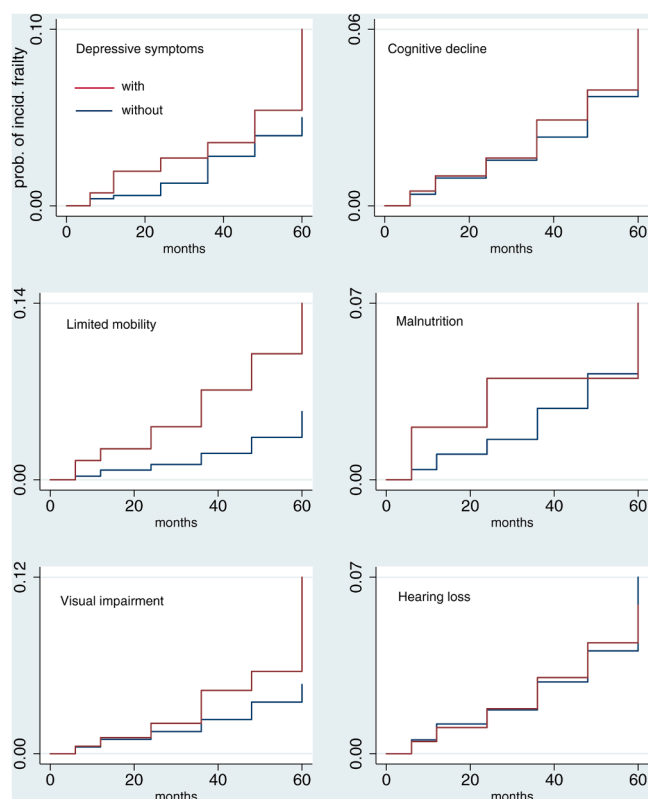 prob. of incid. frailty
0.10
Depressive symptoms
with
without
0.00
0 20 40 60
months
0.06
Cognitive decline
0.00
0 20 40 60
months
0.14
Limited mobility
0.00
0 20 40 60
months
0.07
Malnutrition
0.00
0 20 40 60
months
0.12
Visual impairment
0.00
0 20 40 60
months
0.07
Hearing loss
0.00
0 20 40 60
months